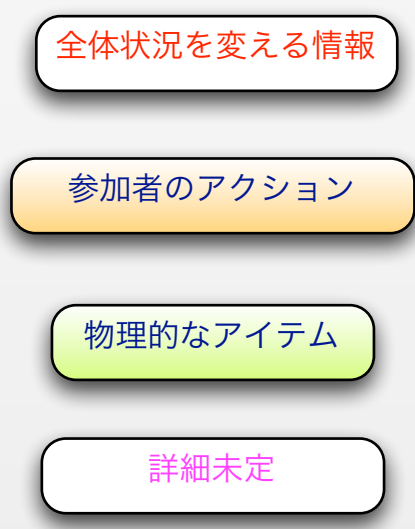 全体状況を変える情報
参加者のアクション
物理的なアイテム
詳細未定